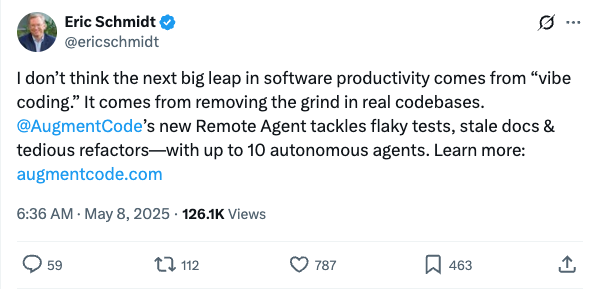 Eric Schmidt
@ericschmidt
I don’t think the next big leap in software productivity comes from “vibe
coding.” It comes from removing the grind in real codebases.
@AugmentCode’s new Remote Agent tackles flaky tests, stale docs &
tedious refactors—with up to 10 autonomous agents. Learn more:
augmentcode.com
6:36 AM · May 8, 2025 · 126.1K Views
59 112 787 463